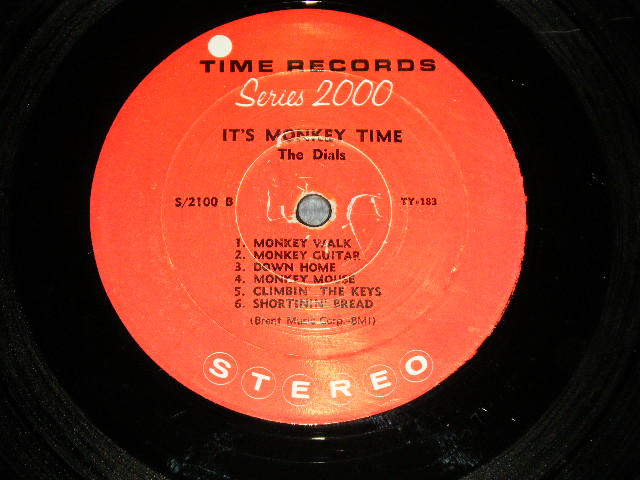 TIME RECORDS
Series 2000
IT'S MONKEY TIME
The Dials
S/2100 B TY-183
1. MONKEY WALK
2. MONKEY GUITAR
3. DOWN HOME
4. MONKEY MOUSE
5. CLIMBIN' THE KEYS
6. SHORTININ' BREAD
(Brent Music Corp.-BMI)
STEREO